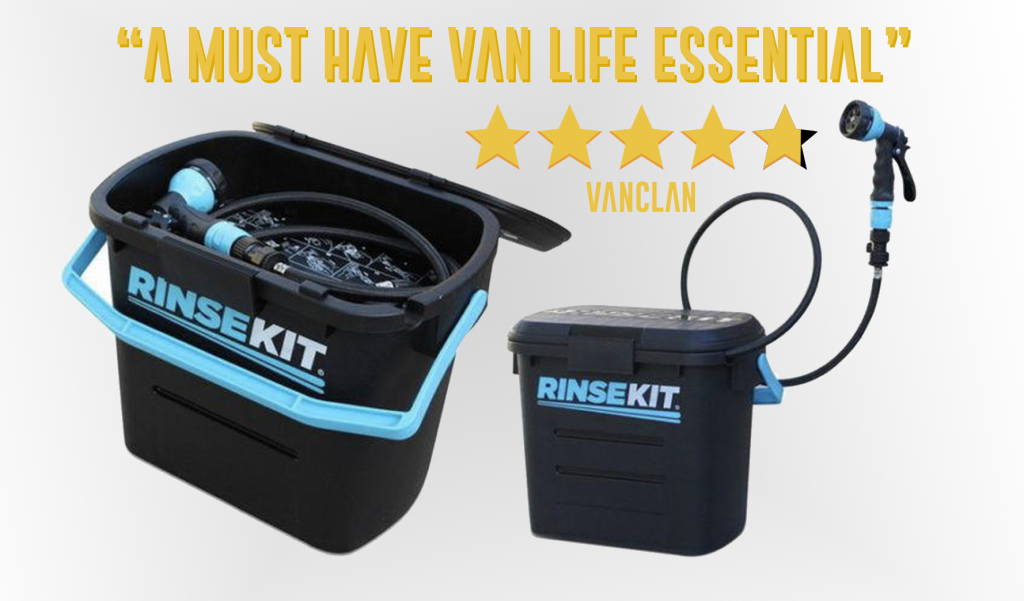 “A MUST HAVE VAN LIFE ESSENTIAL”
VANCLAN
RINSEKIT®
RINSEKIT®